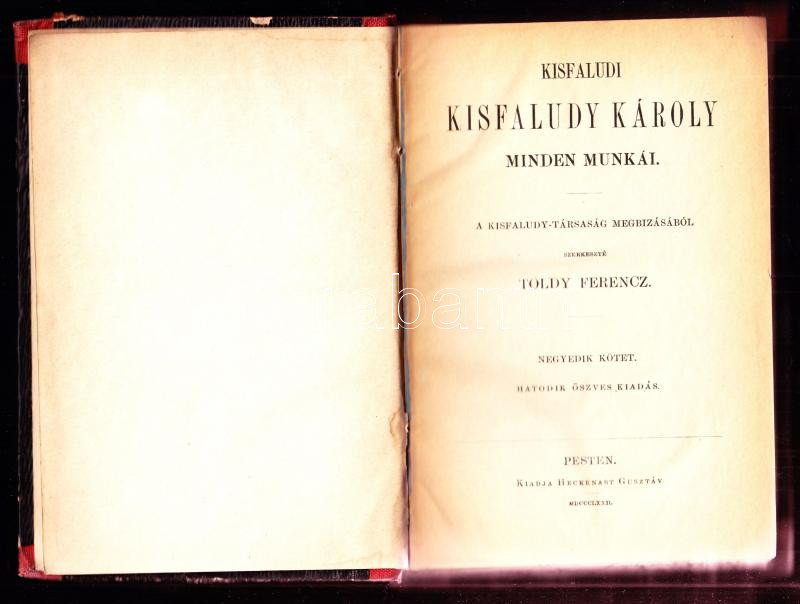 KISFALUDI
KISFALUDY KÁROLY
MINDEN MUNKÁI.
A KISFALUDY-TÁRSASÁG MEGBIZÁSÁBÓL
SZERKESZTÉ
TOLDY FERENCZ.
NEGYEDIK KÖTET.
HATODIK ÖSZVES KIADÁS.
PESTEN.
KIADJA HECKENAST GUSZTÁV
MDCCCLXXII.